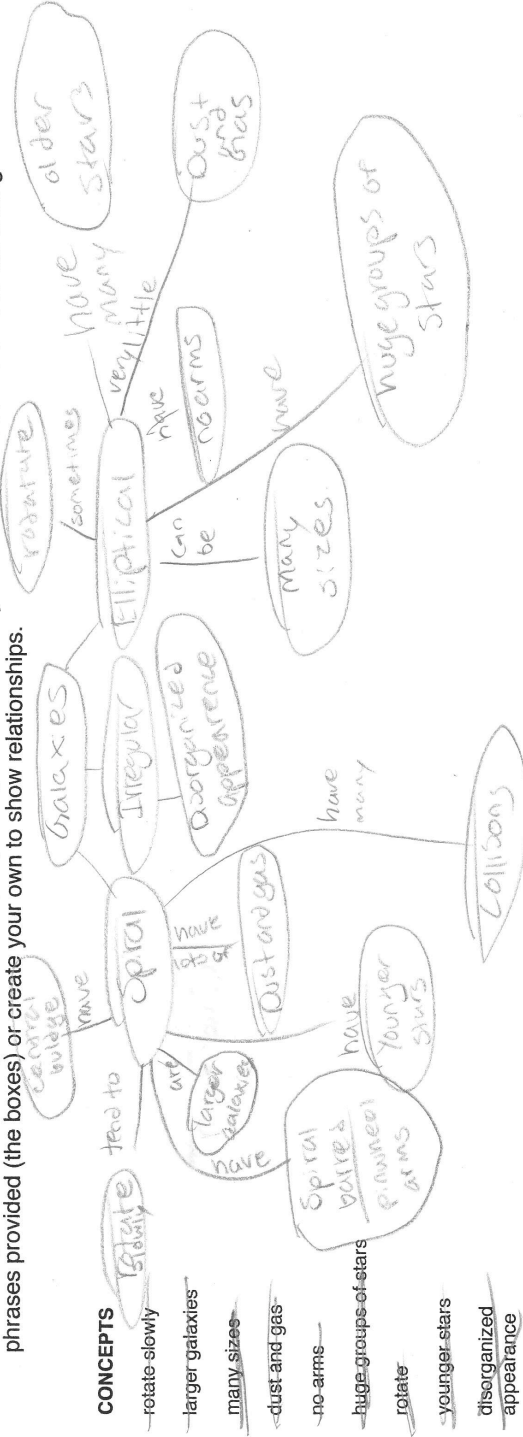 phrases provided (the boxes) or create your own to show relationships.
CONCEPTS
rotate slowly
larger galaxies
many sizes
dust and gas
no arms
huge groups of stars
rotate
younger stars
disorganized
appearance
Galaxies
Spiral
Irregular
Elliptical
have
central
buldge
tend to
rotate
slowly
are
larger
galaxies
have
Spiral
barred
pinwheel
arms
have
Younger
Stars
lots
of
have
Dust and gas
have
many
Collisons
Disorganized
appearence
sometimes
have
many
older
Stars
very little
Dust
and
Gas
have
no arms
can
be
Many
Sizes
have
huge groups of
Stars